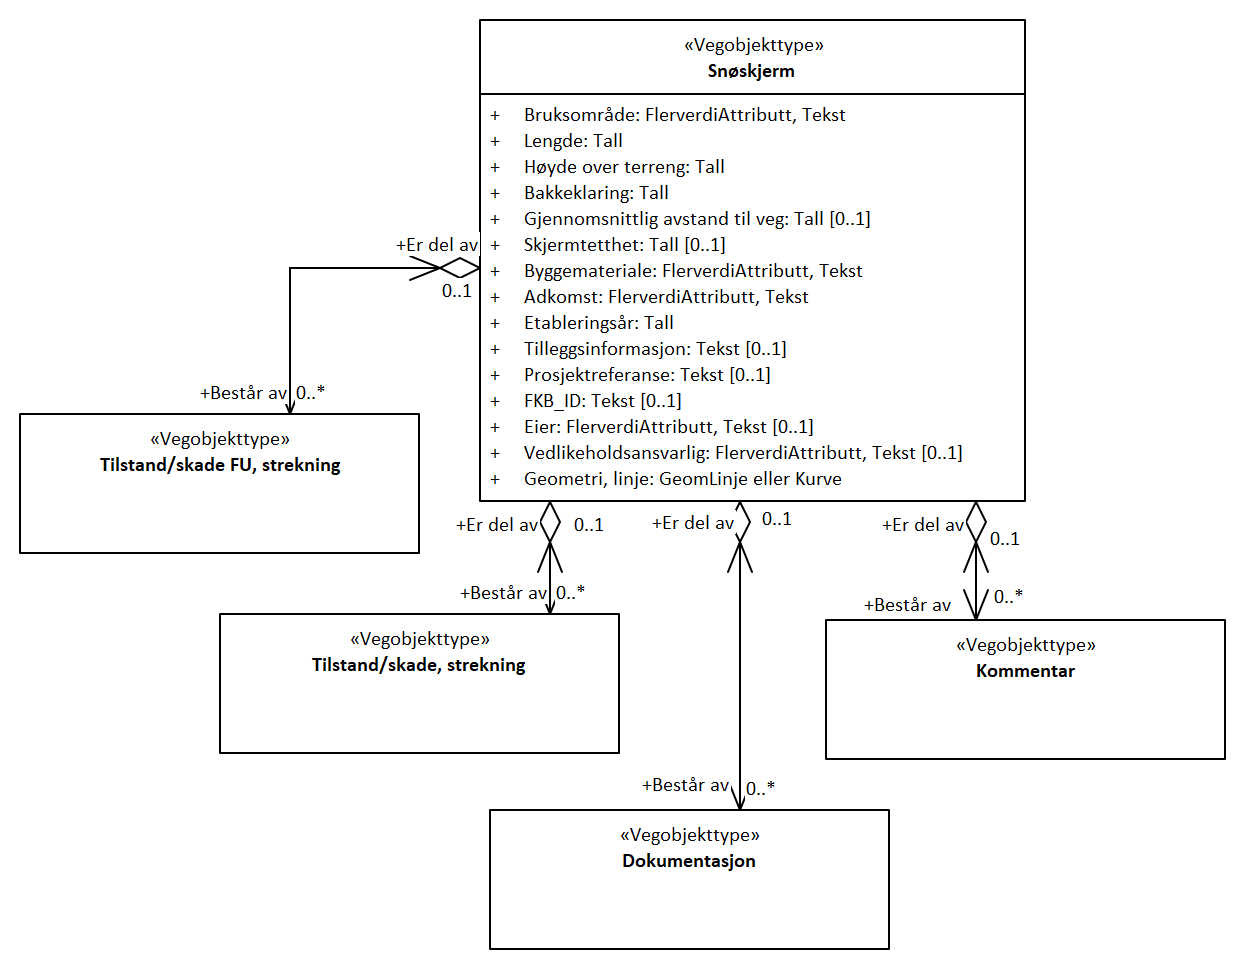 «Vegobjekttype»
Snøskjerm
+ Bruksområde: FlerverdiAttributt, Tekst
+ Lengde: Tall
+ Høyde over terreng: Tall
+ Bakkeklaring: Tall
+ Gjennomsnittlig avstand til veg: Tall [0..1]
+ Skjermtetthet: Tall [0..1]
+ Byggemateriale: FlerverdiAttributt, Tekst
+ Adkomst: FlerverdiAttributt, Tekst
+ Etableringsår: Tall
+ Tilleggsinformasjon: Tekst [0..1]
+ Prosjektreferanse: Tekst [0..1]
+ FKB_ID: Tekst [0..1]
+ Eier: FlerverdiAttributt, Tekst [0..1]
+ Vedlikeholdsansvarlig: FlerverdiAttributt, Tekst [0..1]
+ Geometri, linje: GeomLinje eller Kurve
+Er del av
0..1
+Består av 0..*
«Vegobjekttype»
Tilstand/skade FU, strekning
+Er del av 0..1
+Består av 0..*
«Vegobjekttype»
Tilstand/skade, strekning
+Er del av 0..1
+Består av 0..*
«Vegobjekttype»
Dokumentasjon
+Er del av
0..1
+Består av 0..*
«Vegobjekttype»
Kommentar